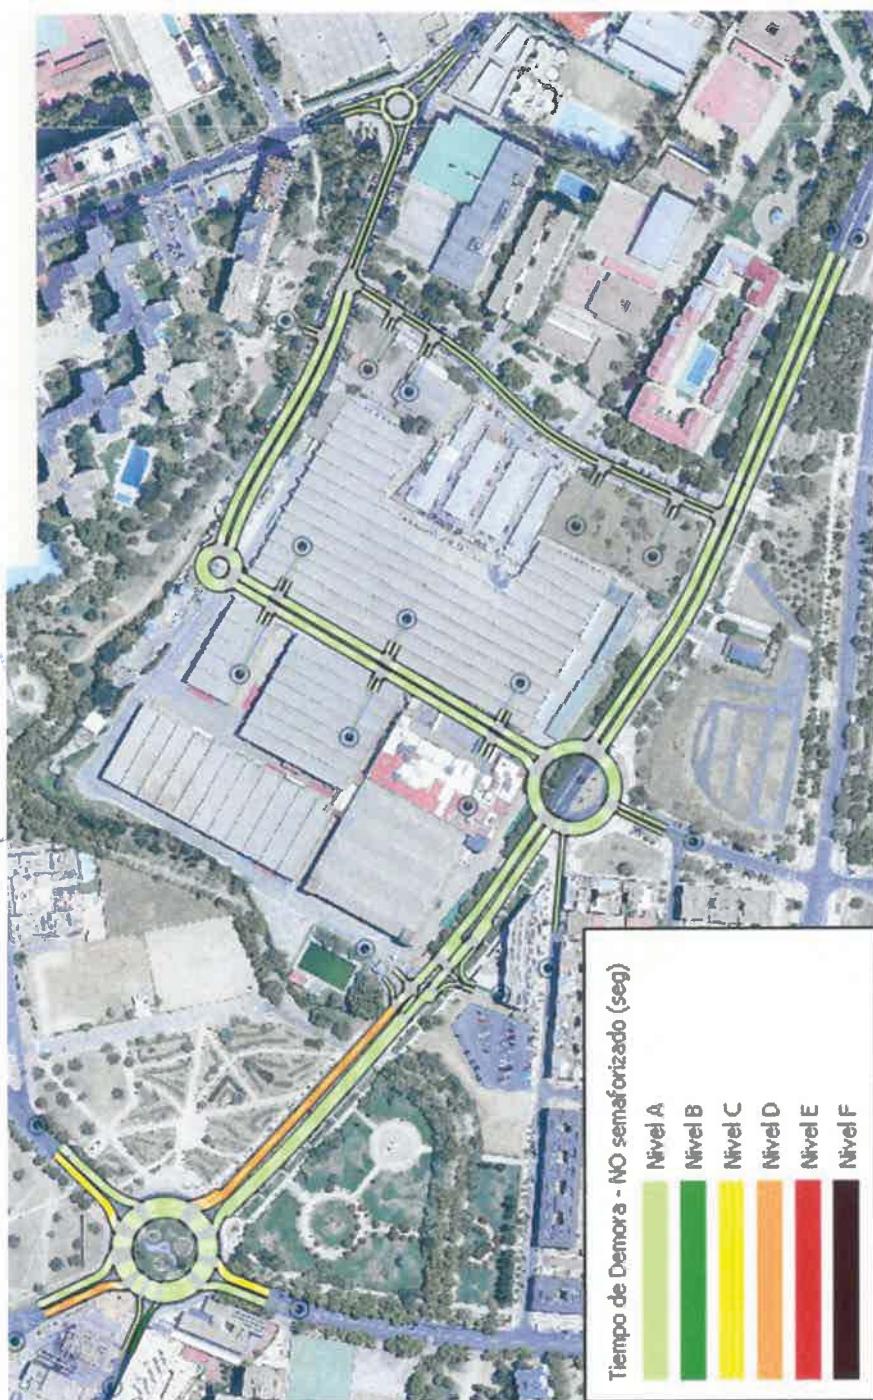 Tiempo de Demora - NO semaforizado (seg)
Nivel A
Nivel B
Nivel C
Nivel D
Nivel E
Nivel F